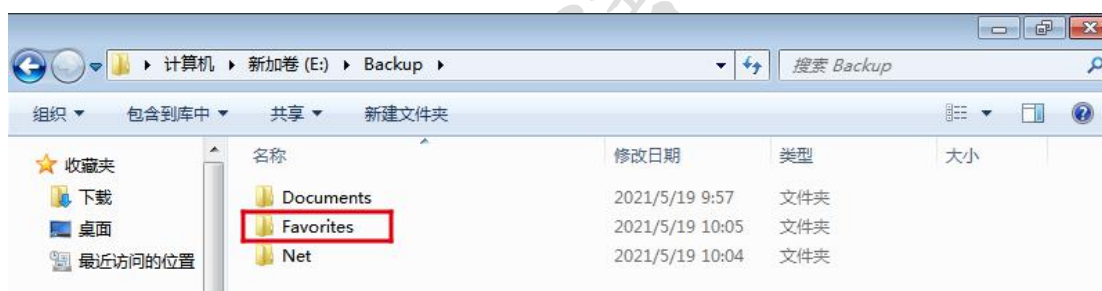 计算机 新加卷 (E:) Backup
搜索 Backup
组织 包含到库中 共享 新建文件夹
收藏夹
下载
桌面
最近访问的位置
名称 修改日期 类型 大小
Documents 2021/5/19 9:57 文件夹
Favorites 2021/5/19 10:05 文件夹
Net 2021/5/19 10:04 文件夹